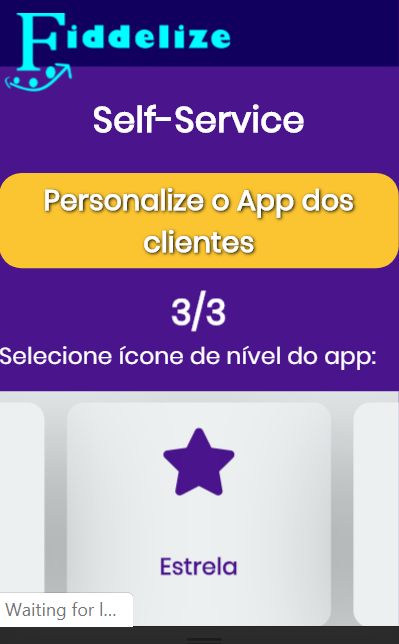 Fiddelize
Self-Service
Personalize o App dos
clientes
3/3
Selecione ícone de nível do app:
Estrela
Waiting for l...